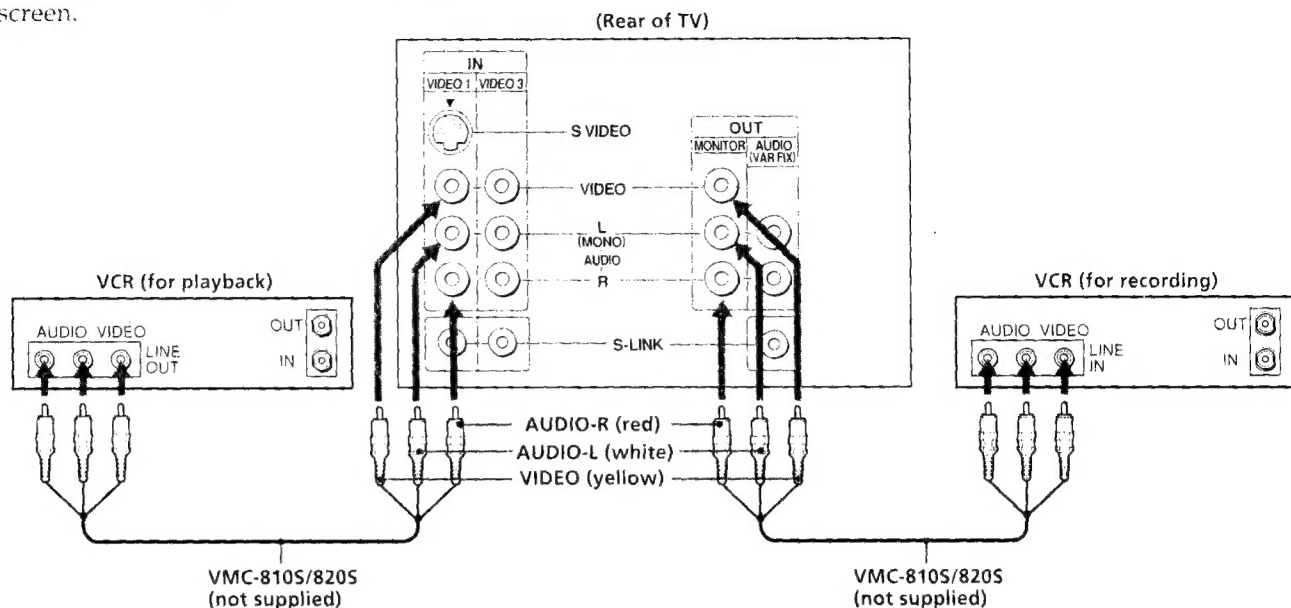 screen.
(Rear of TV)
IN
VIDEO 1 VIDEO 3
S VIDEO
OUT
MONITOR AUDIO
(VAR FIX)
VIDEO
L
(MONO)
AUDIO
R
S-LINK
VCR (for playback)
AUDIO VIDEO
LINE
OUT
OUT
IN
VCR (for recording)
AUDIO VIDEO
LINE
IN
OUT
IN
AUDIO-R (red)
AUDIO-L (white)
VIDEO (yellow)
VMC-810S/820S
(not supplied)
VMC-810S/820S
(not supplied)